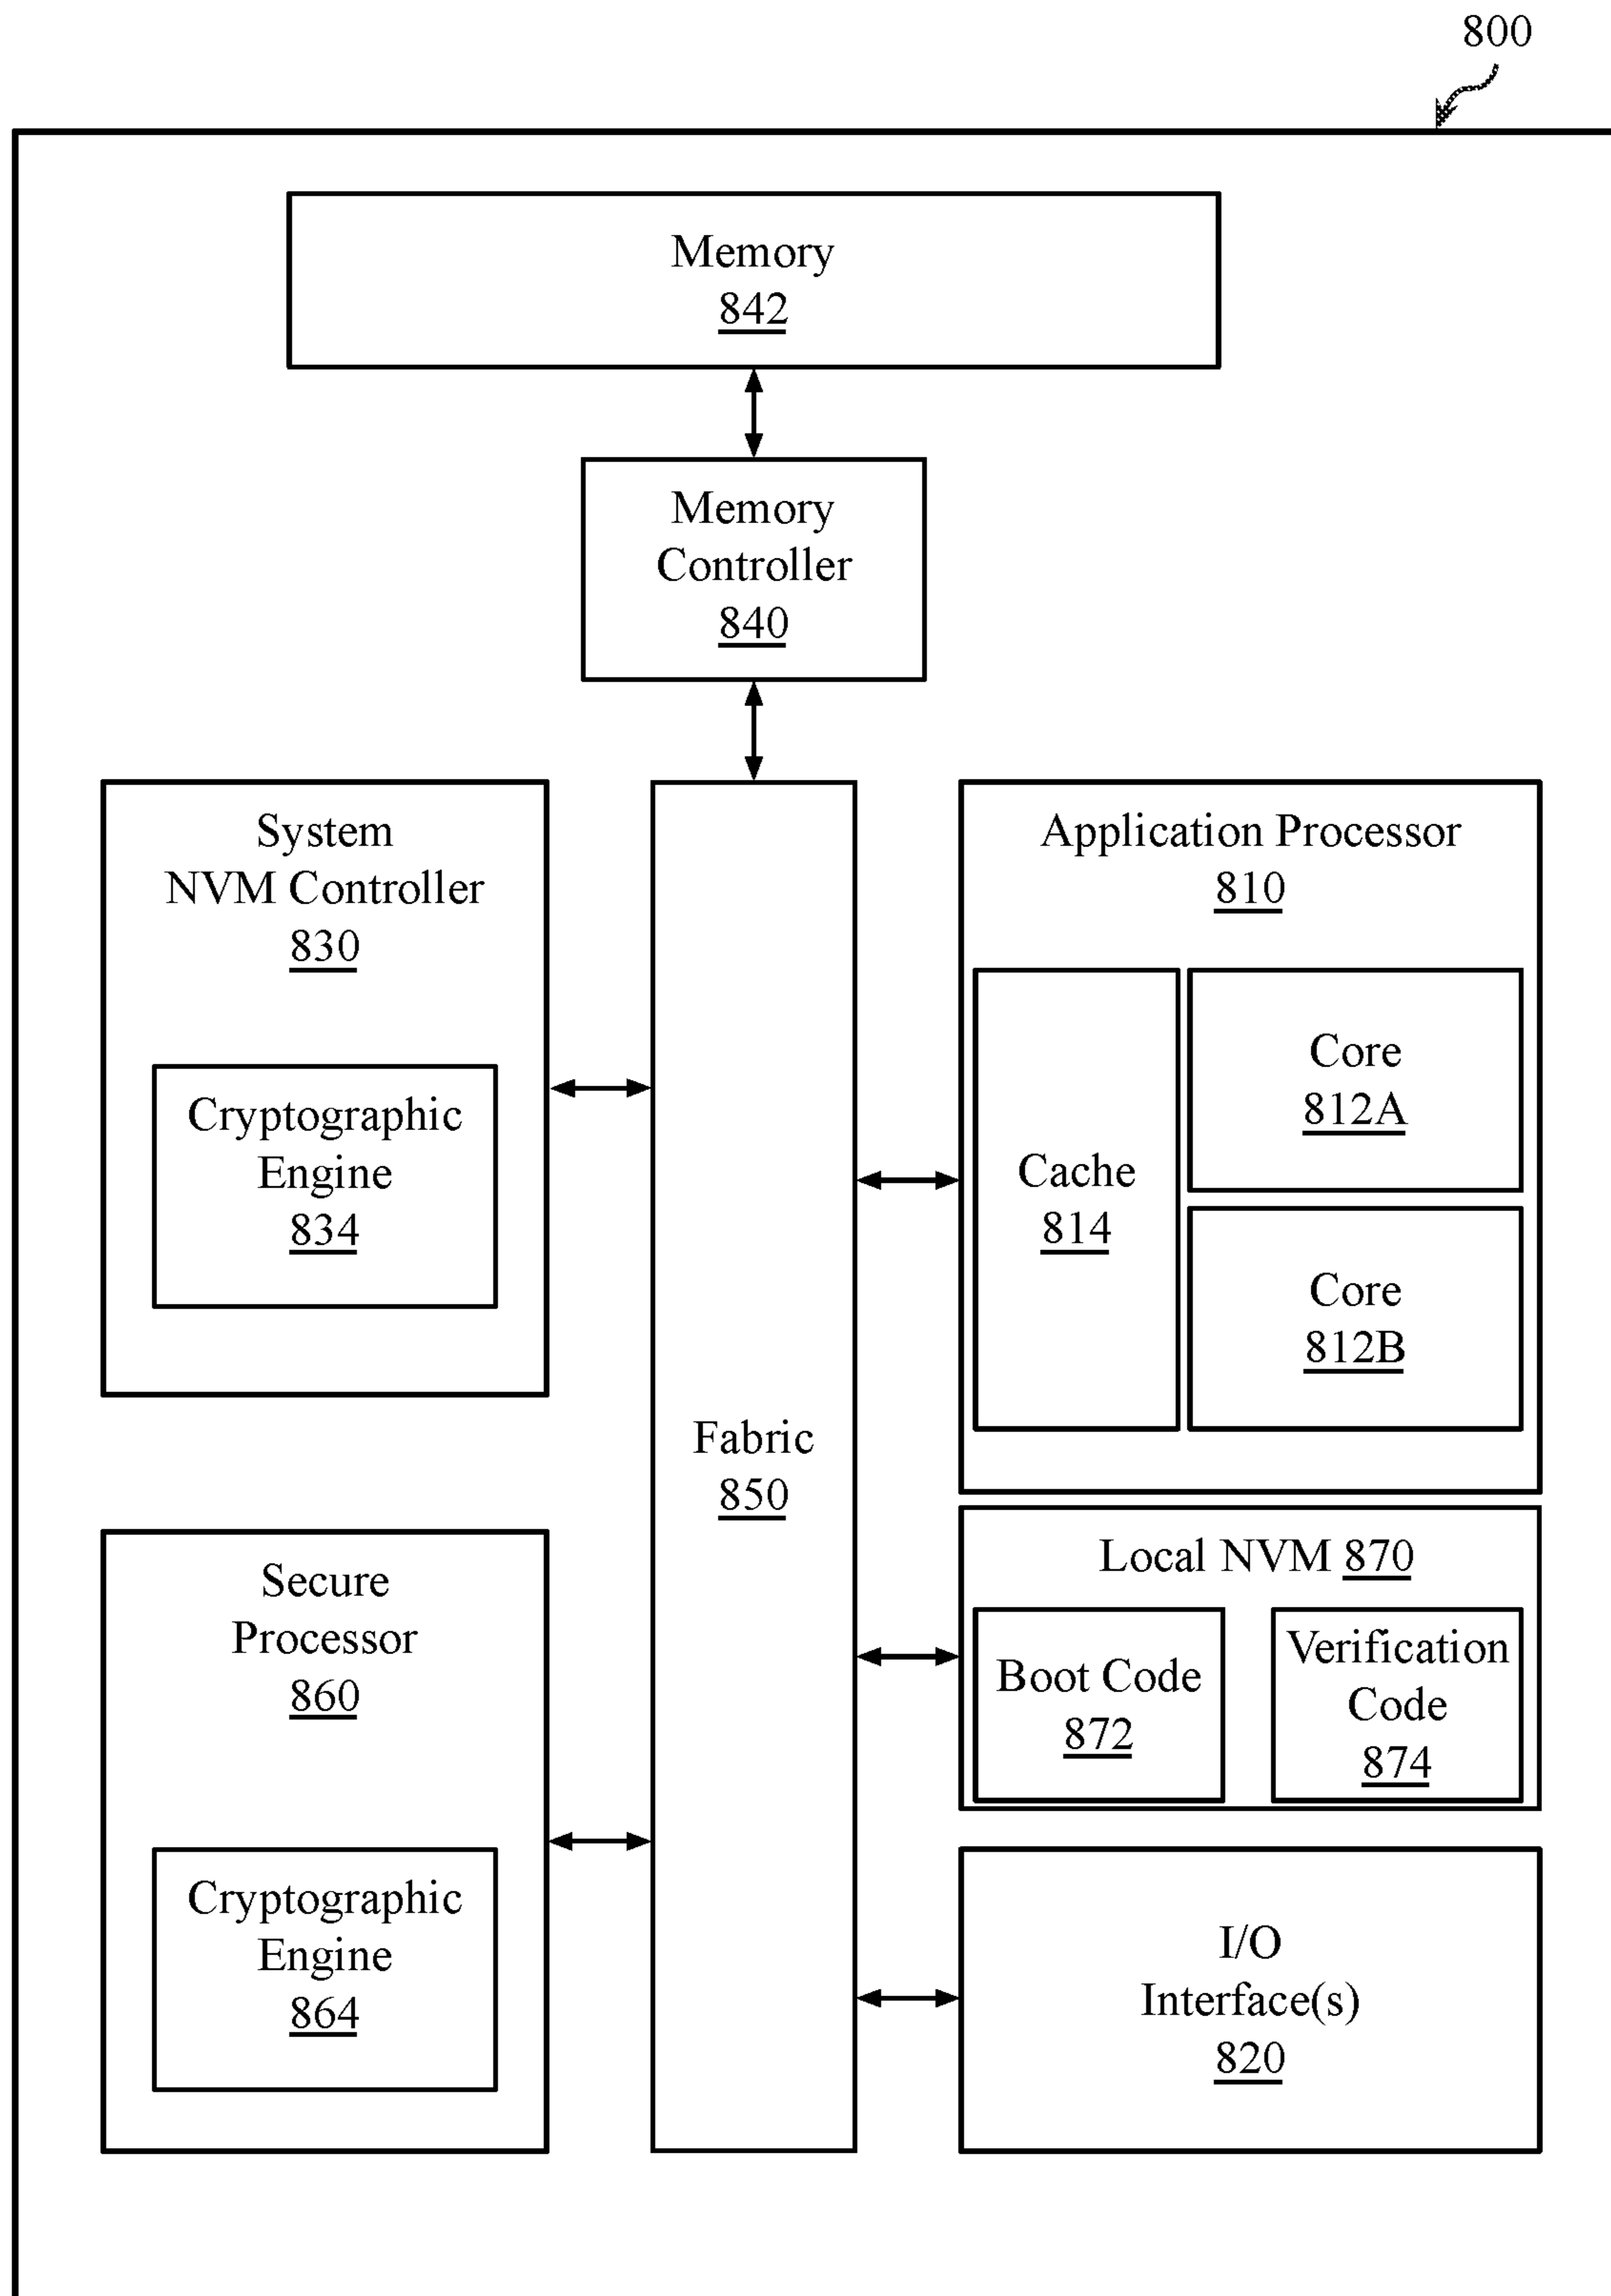 800
Memory
842
Memory
Controller
840
System
NVM Controller
830
Cryptographic
Engine
834
Secure
Processor
860
Cryptographic
Engine
864
Fabric
850
Application Processor
810
Cache
814
Core
812A
Core
812B
Local NVM 870
Boot Code
872
Verification
Code
874
I/O
Interface(s)
820